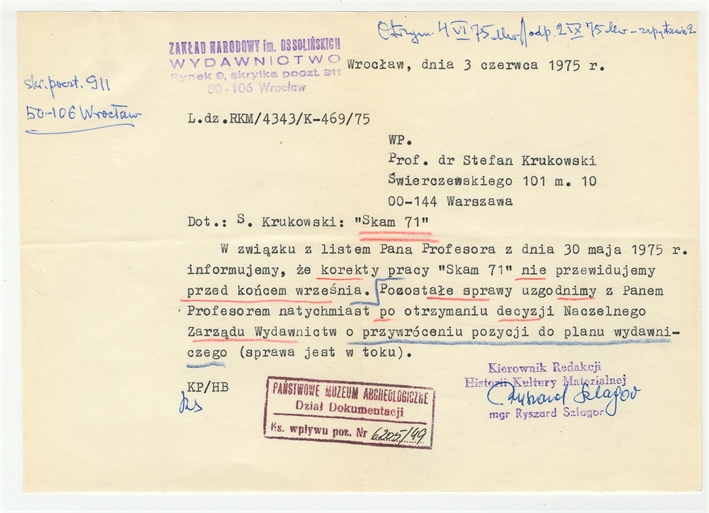 Otrzym. 4 VI 75 odp. 2 IX 75
ZAKŁAD NARODOWY im. OSSOLIŃSKICH
WYDAWNICTWO
Rynek 9, skrytka poczt. 911
50-106 Wrocław
Wrocław, dnia 3 czerwca 1975 r.
skr. poczt. 911
50-106 Wrocław
L.dz.RKM/4343/K-469/75
WP.
Prof. dr Stefan Krukowski
Świerczewskiego 101 m. 10
00-144 Warszawa
Dot.: S. Krukowski: "Skam 71"
W związku z listem Pana Profesora z dnia 30 maja 1975 r.
informujemy, że korekty pracy "Skam 71" nie przewidujemy
przed końcem września. Pozostałe sprawy uzgodnimy z Panem
Profesorem natychmiast po otrzymaniu decyzji Naczelnego
Zarządu Wydawnictw o przywróceniu pozycji do planu wydawni-
czego (sprawa jest w toku).
Kierownik Redakcji
Historii Kultury Materialnej
Ryszard Szlagor
mgr Ryszard Szlagor
KP/HB
PAŃSTWOWE MUZEUM ARCHEOLOGICZNE
Dział Dokumentacji
Ks. wpływu poz. Nr 6205/49